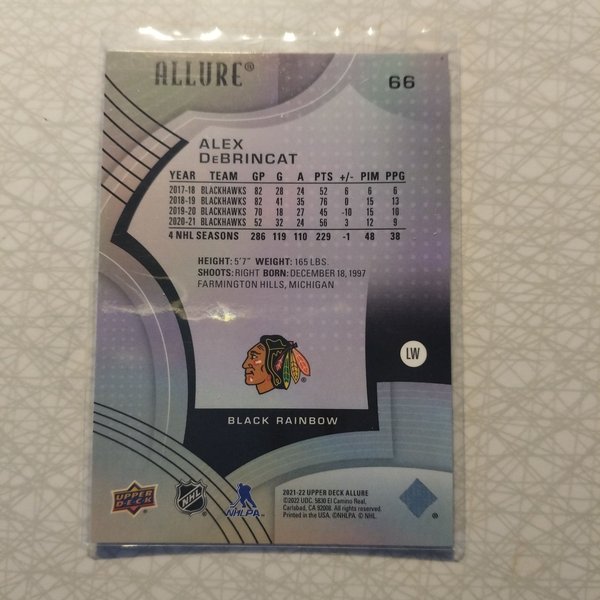 ALLURE®
66
ALEX
DEBRINCAT
YEAR TEAM GP G A PTS +/- PIM PPG
2017-18 BLACKHAWKS 82 28 24 52 6 6 6
2018-19 BLACKHAWKS 82 41 35 76 0 15 13
2019-20 BLACKHAWKS 70 18 27 45 -10 15 10
2020-21 BLACKHAWKS 52 32 24 56 3 12 9
4 NHL SEASONS 286 119 110 229 -1 48 38
HEIGHT: 5'7" WEIGHT: 165 LBS.
SHOOTS: RIGHT BORN: DECEMBER 18, 1997
FARMINGTON HILLS, MICHIGAN
LW
®
BLACK RAINBOW
UPPER DECK
NHL
NHLPA
2021-22 UPPER DECK ALLURE
©2022 UDC. 5830 El Camino Real,
Carlsbad, CA 92008. All rights reserved.
Printed in the USA, ©NHLPA. © NHL.